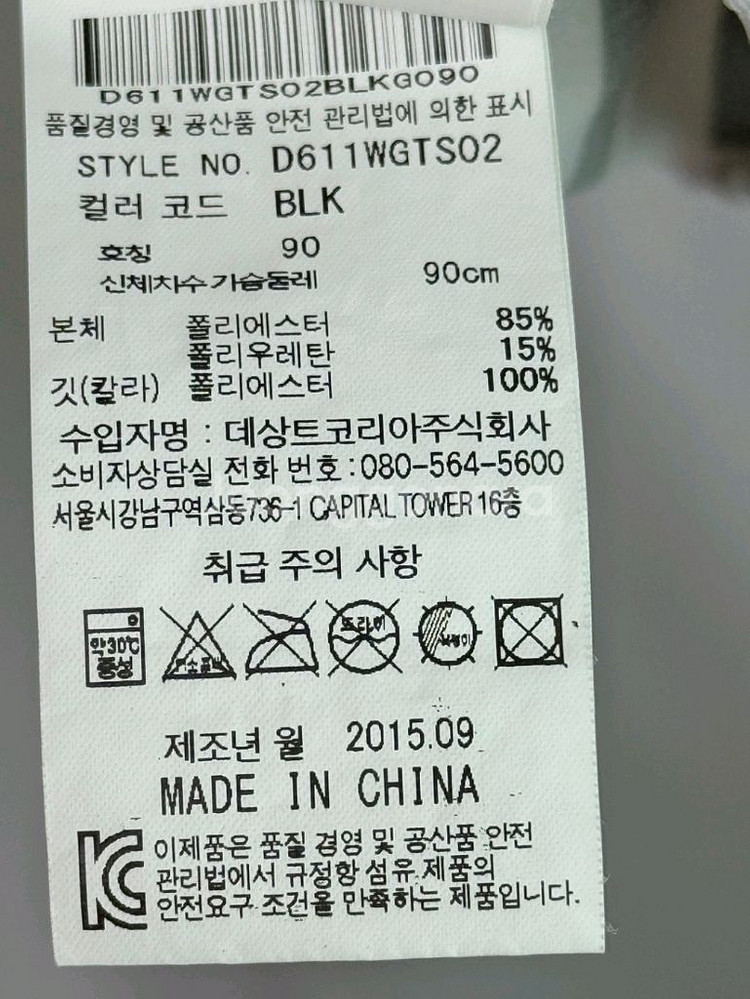 D611WGTS02BLKG090
품질경영 및 공산품 안전 관리법에 의한 표시
STYLE NO. D611WGTS02
컬러 코드 BLK
호칭 90
신체치수 가슴둘레 90cm
본체 폴리에스터 85%
폴리우레탄 15%
깃(칼라) 폴리에스터 100%
수입자명 : 데상트코리아주식회사
소비자상담실 전화 번호 : 080-564-5600
서울시강남구역삼동736-1 CAPITAL TOWER 16층
취급 주의 사항
약30℃ 드라이
중성
제조년 월 2015.09
MADE IN CHINA
이제품은 품질 경영 및 공산품 안전
관리법에서 규정항 섬유 제품의
안전요구 조건올 만족하는 제품입니다.